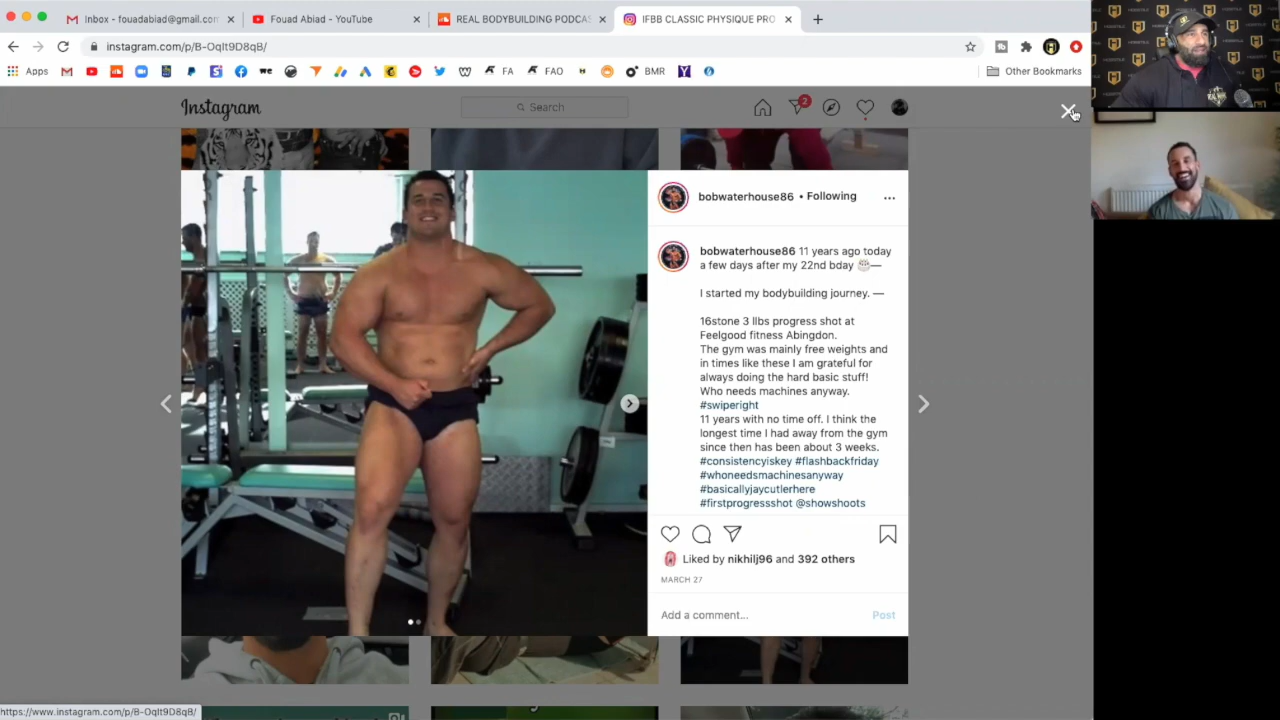 Inbox - fouadabiad@gmail.con
Fouad Abiad - YouTube
REAL BODYBUILDING PODCAS
IFBB CLASSIC PHYSIQUE PRO
instagram.com/p/B-OqIt9D8qB/
Apps
FA
FAO
BMR
Other Bookmarks
Instagram
Search
2
bobwaterhouse86 • Following
bobwaterhouse86 11 years ago today
a few days after my 22nd bday 🎂—
I started my bodybuilding journey. —
16stone 3 llbs progress shot at
Feelgood fitness Abingdon.
The gym was mainly free weights and
in times like these I am grateful for
always doing the hard basic stuff!
Who needs machines anyway.
#swiperight
11 years with no time off. I think the
longest time I had away from the gym
since then has been about 3 weeks.
#consistencyiskey #flashbackfriday
#whoneedsmachinesanyway
#basicallyjaycutlerhere
#firstprogressshot @showshoots
Liked by nikhilj96 and 392 others
MARCH 27
Add a comment...
Post
https://www.instagram.com/p/B-OqIt9D8qB/